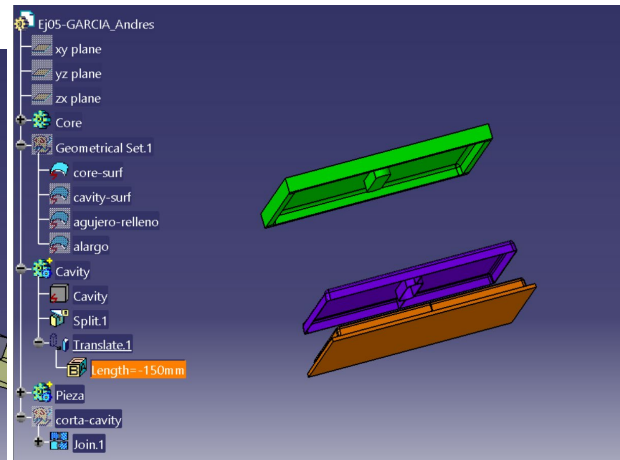 Ej05-GARCIA_Andres
xy plane
yz plane
zx plane
Core
Geometrical Set.1
core-surf
cavity-surf
agujero-relleno
alargo
Cavity
Cavity
Split.1
Translate.1
Length=-150mm
Pieza
corta-cavity
Join.1